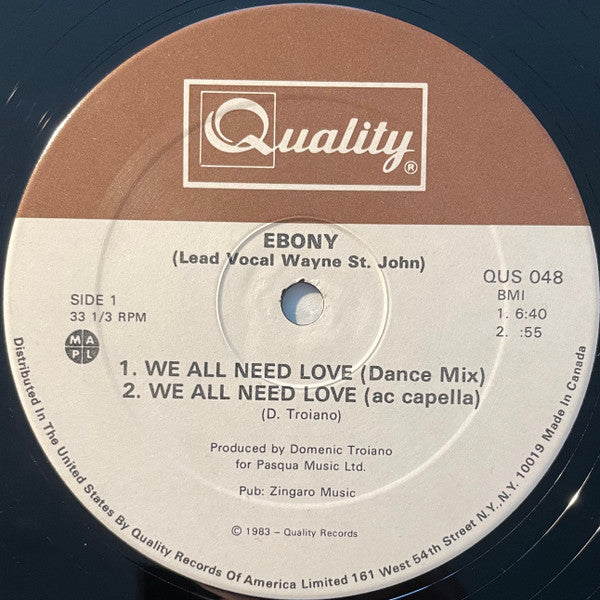 Quality®
EBONY
(Lead Vocal Wayne St. John)
SIDE 1
33 1/3 RPM
QUS 048
BMI
1. 6:40
2. :55
MAPL
1. WE ALL NEED LOVE (Dance Mix)
2. WE ALL NEED LOVE (ac capella)
(D. Troiano)
Produced by Domenic Troiano
for Pasqua Music Ltd.
Pub: Zingaro Music
© 1983 – Quality Records
Distributed In The United States By Quality Records Of America Limited 161 West 54th Street N.Y., N.Y. 10019 Made in Canada